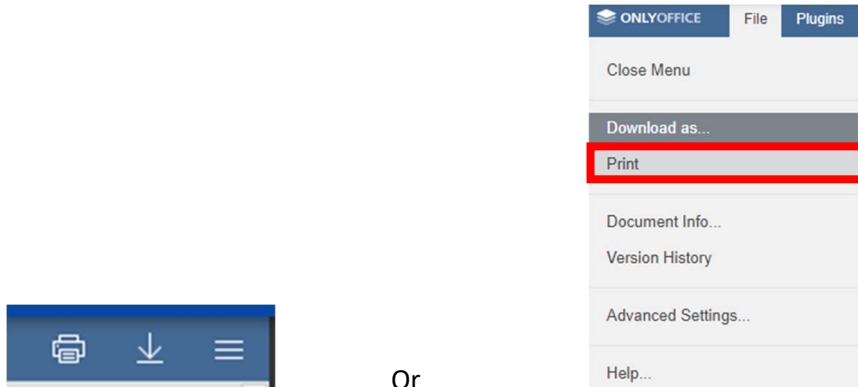 ONLYOFFICE File Plugins
Close Menu
Download as...
Print
Document Info...
Version History
Advanced Settings...
Help...
Or